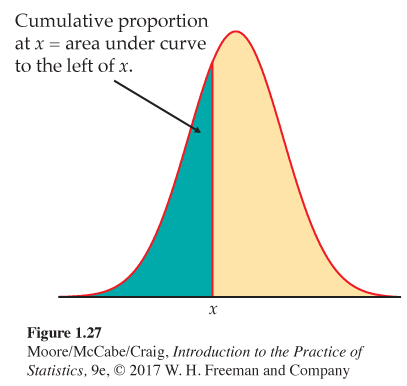 Cumulative proportion
at x = area under curve
to the left of x.
x
Figure 1.27
Moore/McCabe/Craig, Introduction to the Practice of
Statistics, 9e, © 2017 W. H. Freeman and Company